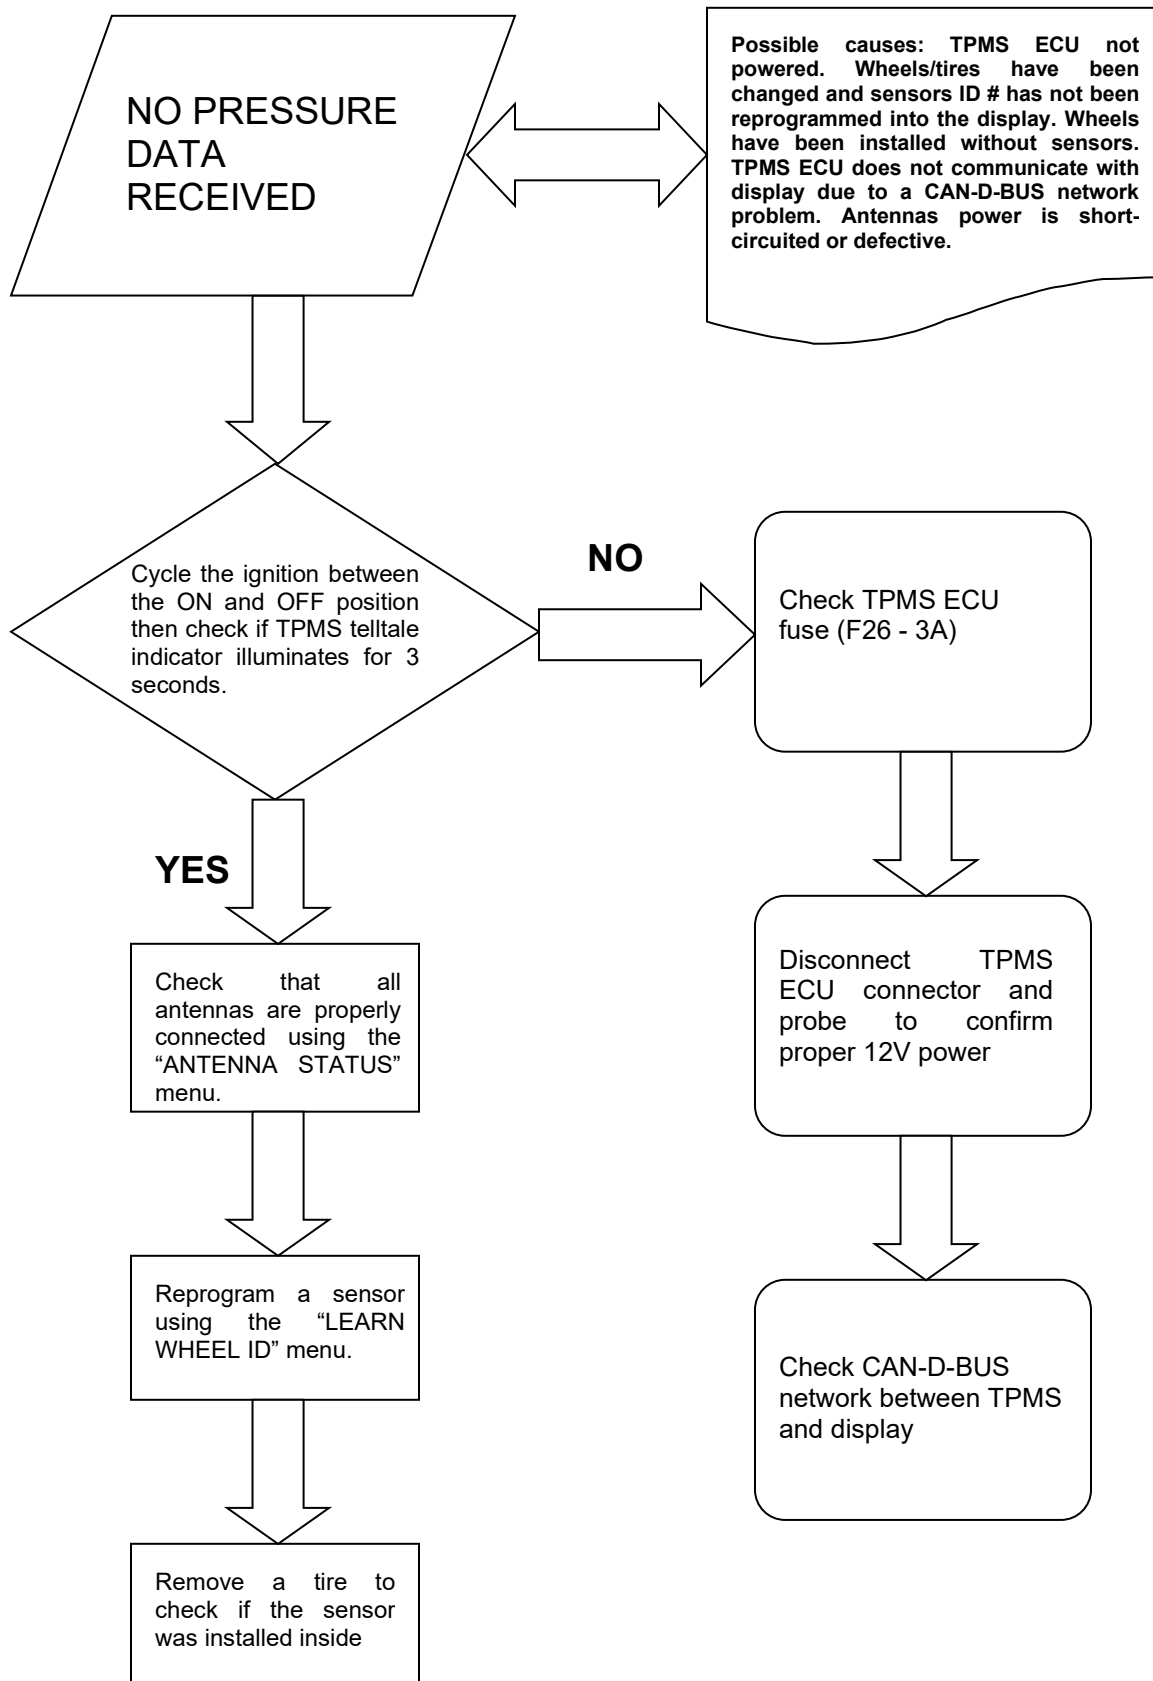 NO PRESSURE
DATA
RECEIVED
Possible causes: TPMS ECU not
powered. Wheels/tires have been
changed and sensors ID # has not been
reprogrammed into the display. Wheels
have been installed without sensors.
TPMS ECU does not communicate with
display due to a CAN-D-BUS network
problem. Antennas power is short-
circuited or defective.
Cycle the ignition between
the ON and OFF position
then check if TPMS telltale
indicator illuminates for 3
seconds.
NO
Check TPMS ECU
fuse (F26 - 3A)
YES
Check that all
antennas are properly
connected using the
“ANTENNA STATUS”
menu.
Disconnect TPMS
ECU connector and
probe to confirm
proper 12V power
Reprogram a sensor
using the “LEARN
WHEEL ID” menu.
Check CAN-D-BUS
network between TPMS
and display
Remove a tire to
check if the sensor
was installed inside